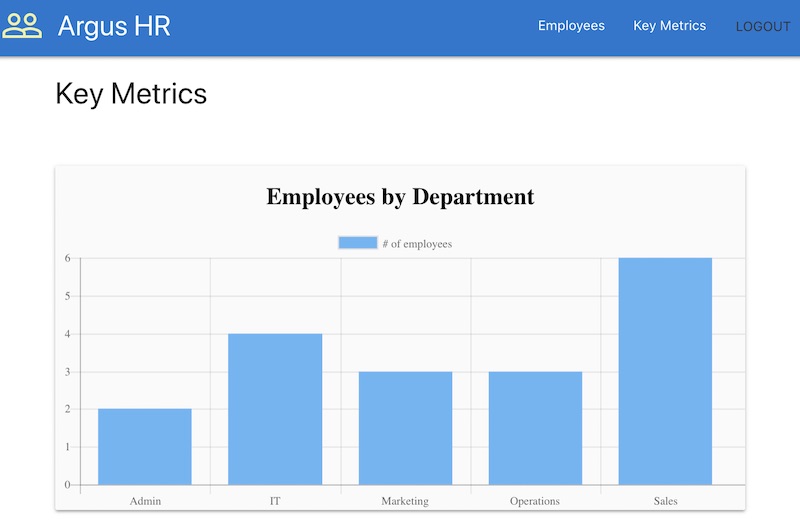 Argus HR Employees Key Metrics LOGOUT
Key Metrics
Employees by Department
# of employees
6
5
4
3
2
1
0
Admin IT Marketing Operations Sales